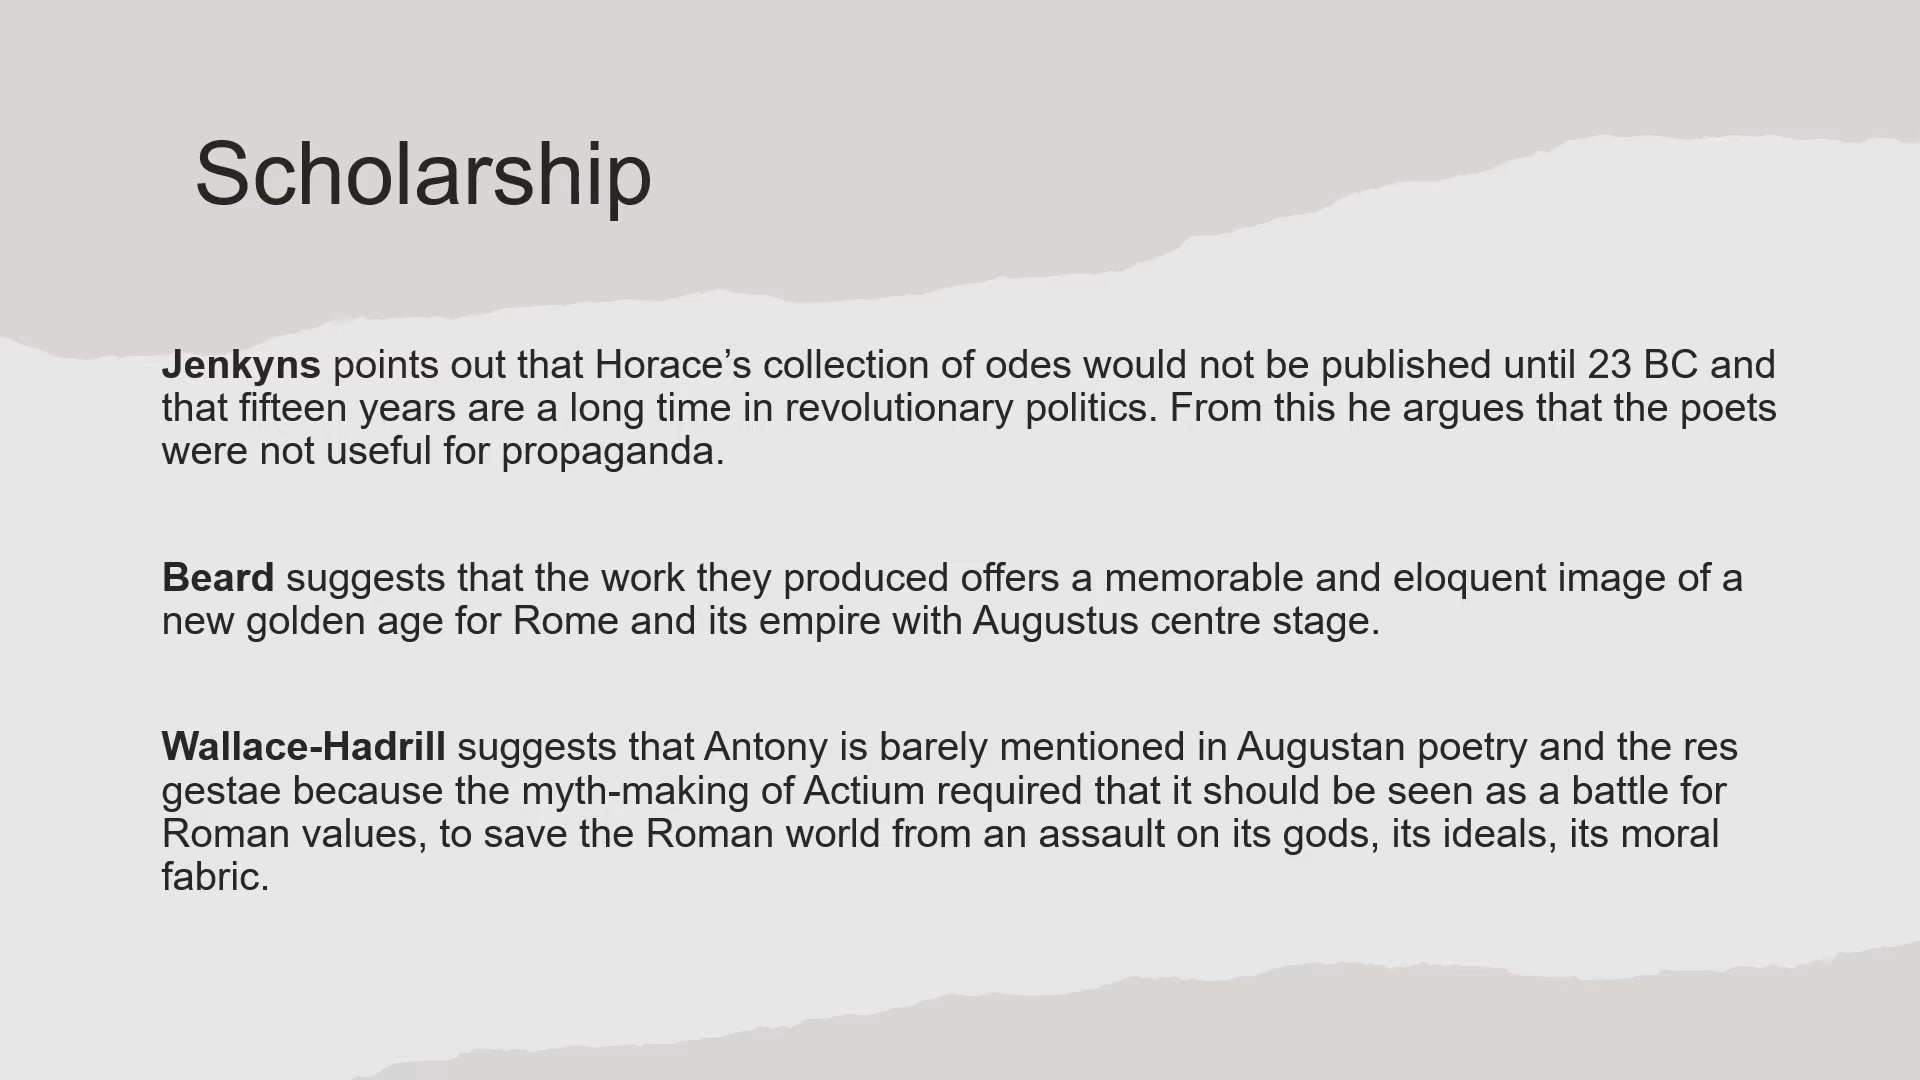 Scholarship
Jenkyns points out that Horace’s collection of odes would not be published until 23 BC and
that fifteen years are a long time in revolutionary politics. From this he argues that the poets
were not useful for propaganda.
Beard suggests that the work they produced offers a memorable and eloquent image of a
new golden age for Rome and its empire with Augustus centre stage.
Wallace-Hadrill suggests that Antony is barely mentioned in Augustan poetry and the res
gestae because the myth-making of Actium required that it should be seen as a battle for
Roman values, to save the Roman world from an assault on its gods, its ideals, its moral
fabric.